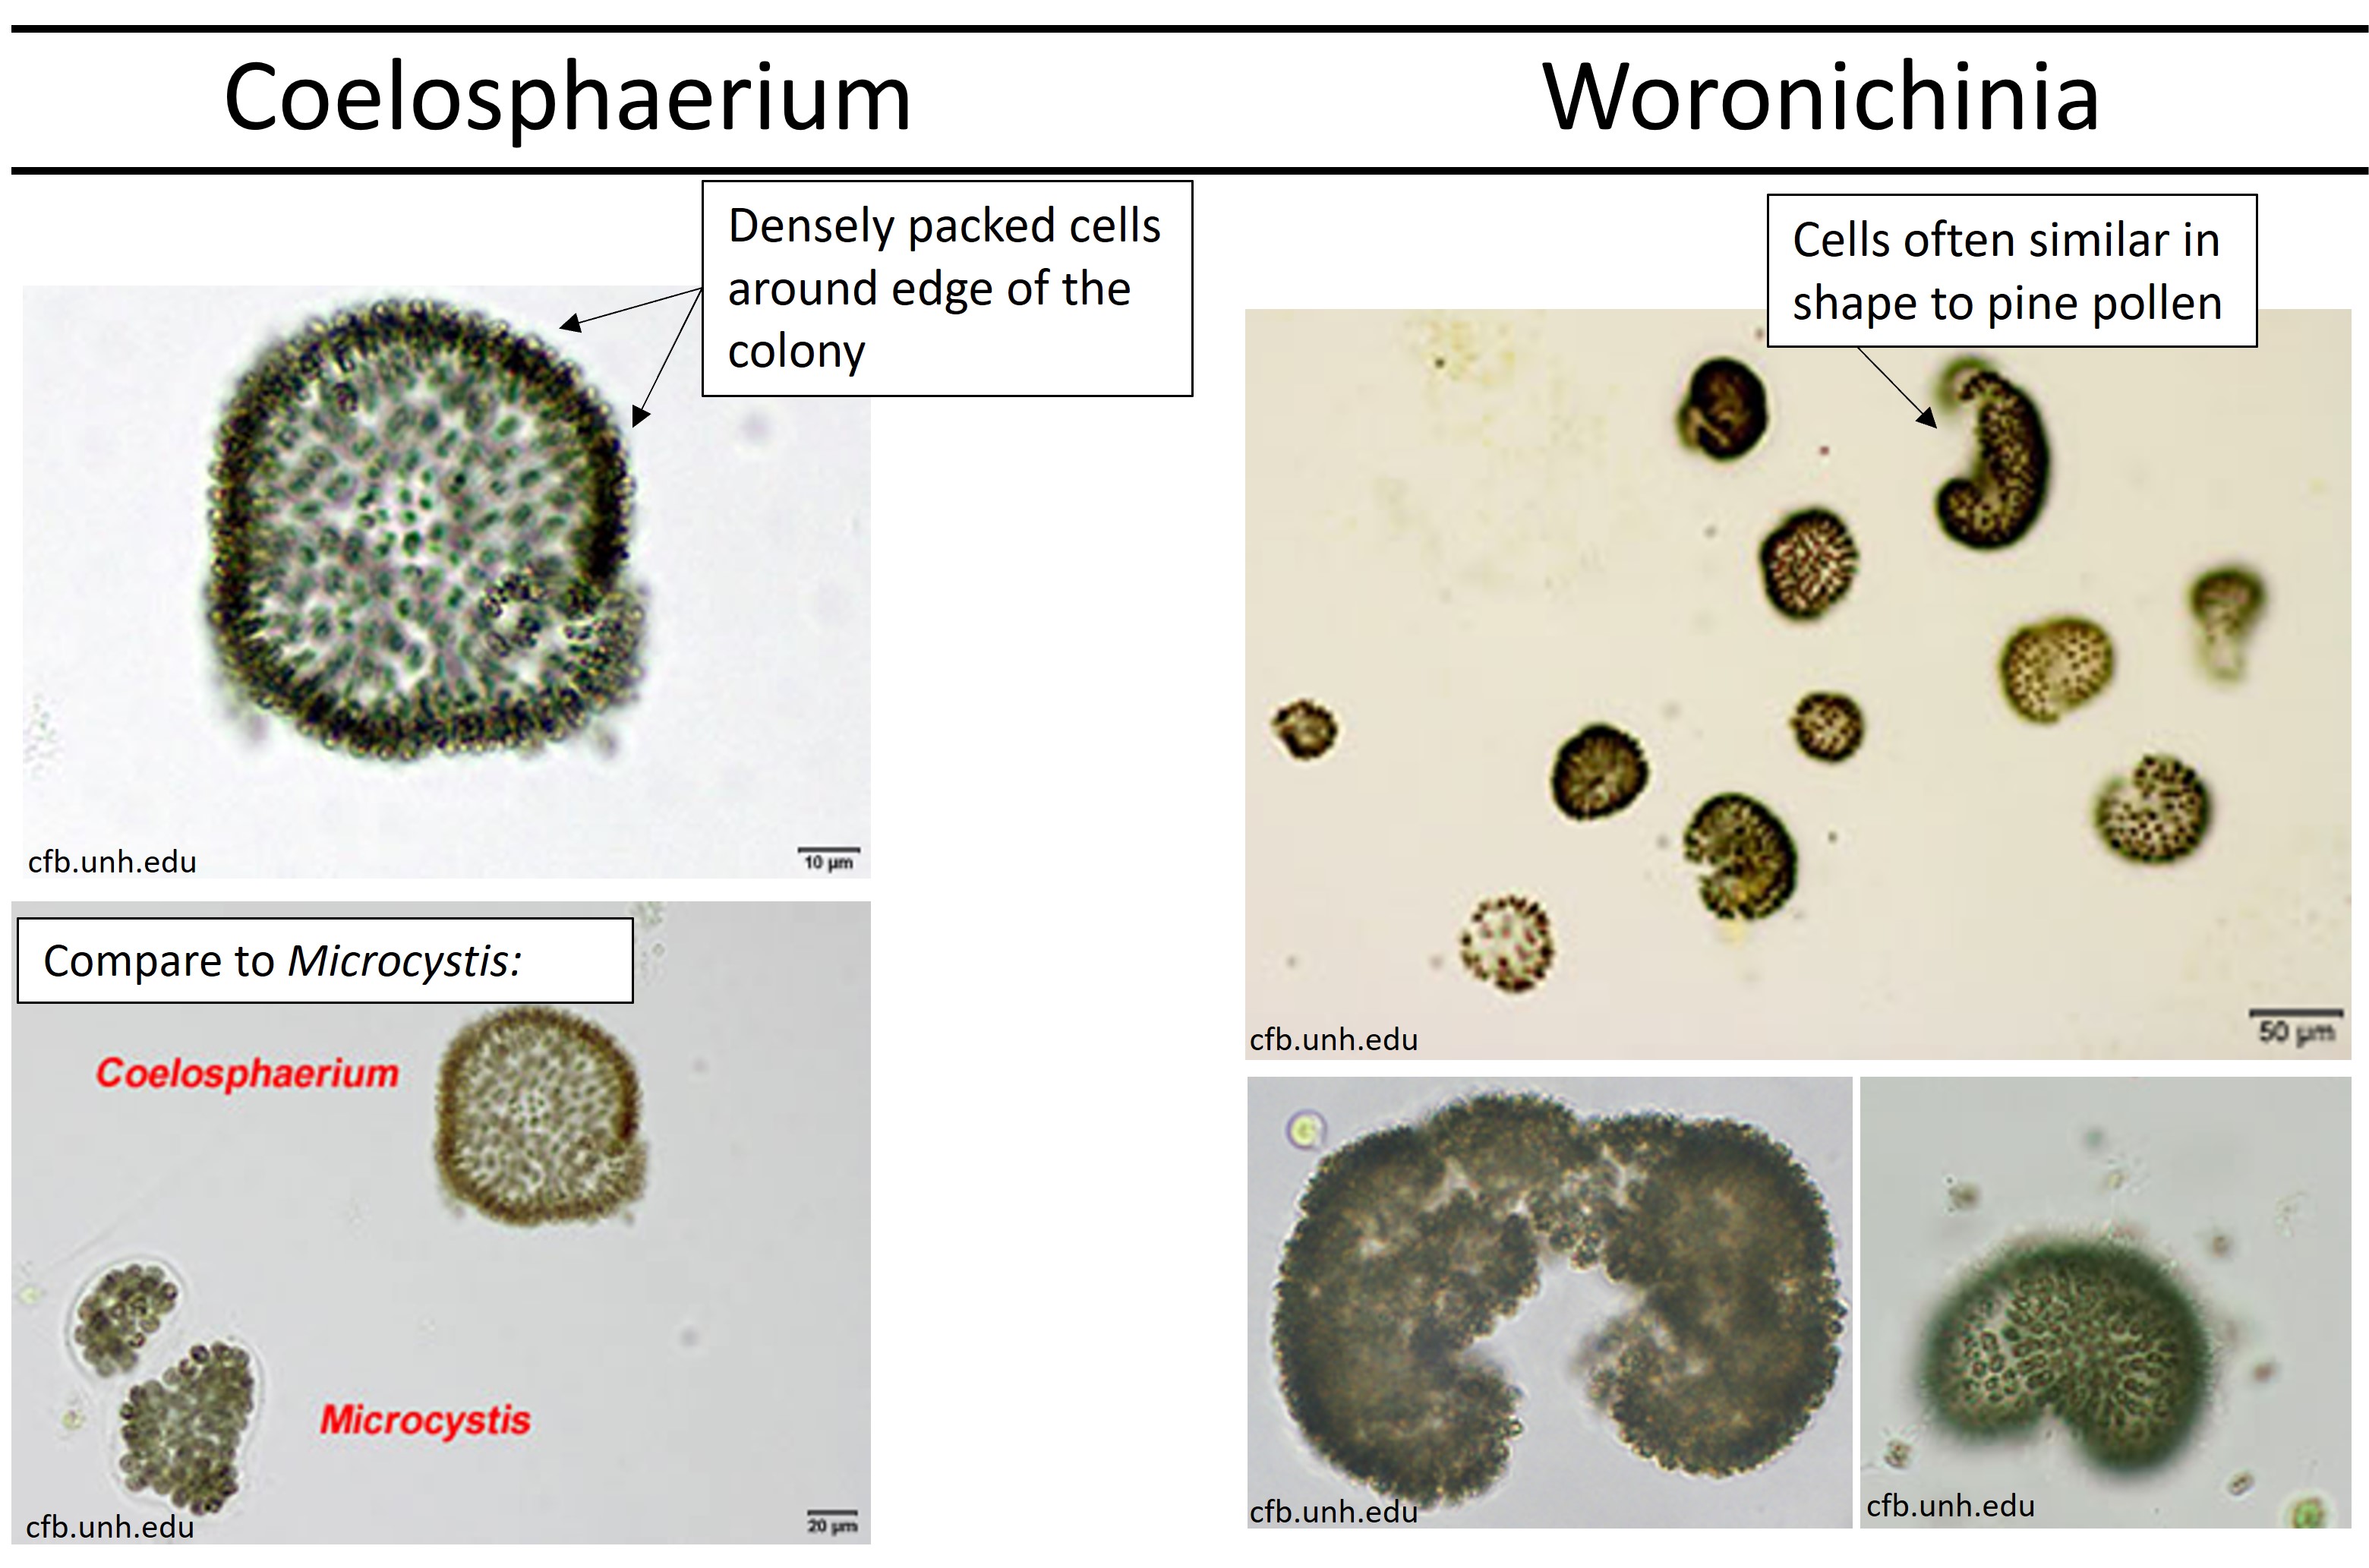 Coelosphaerium
Woronichinia
Densely packed cells
around edge of the
colony
cfb.unh.edu
10 µm
Compare to Microcystis:
Coelosphaerium
Microcystis
cfb.unh.edu
20 µm
Cells often similar in
shape to pine pollen
cfb.unh.edu
50 µm
cfb.unh.edu
cfb.unh.edu